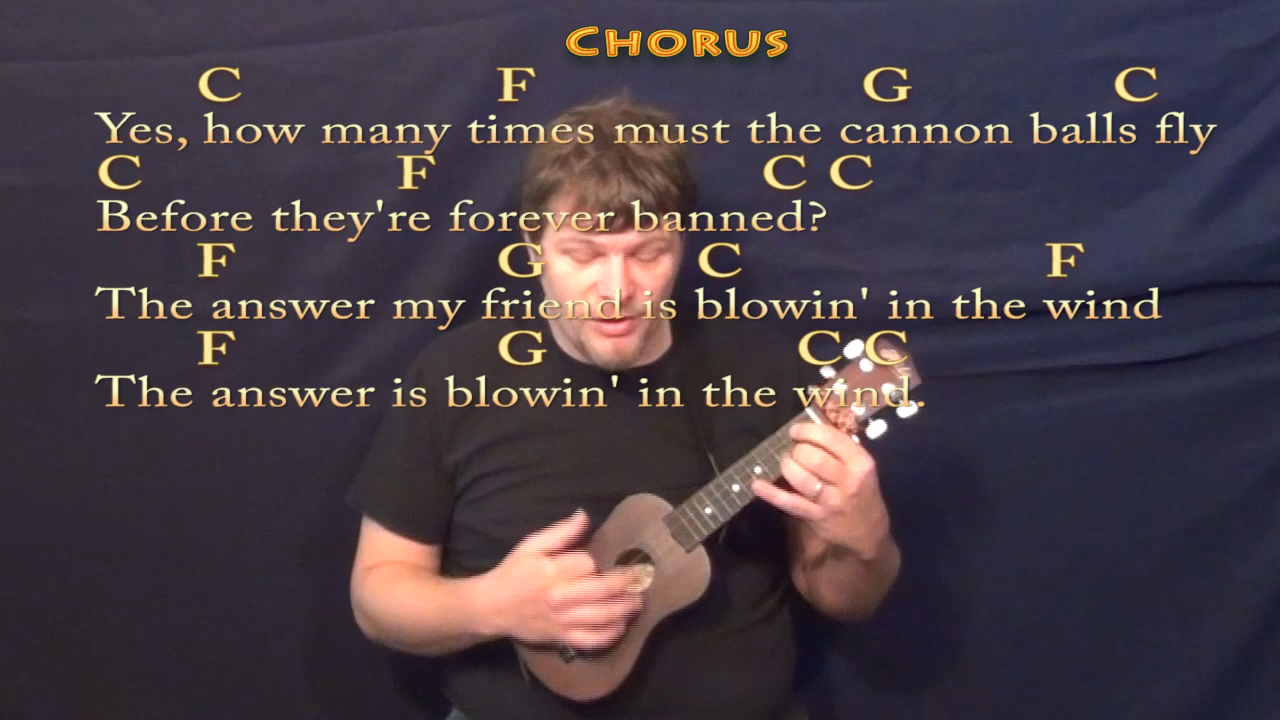 CHORUS
C F G C
Yes, how many times must the cannon balls fly
C F C C
Before they're forever banned?
F G C F
The answer my friend is blowin' in the wind
F G C C
The answer is blowin' in the wind.